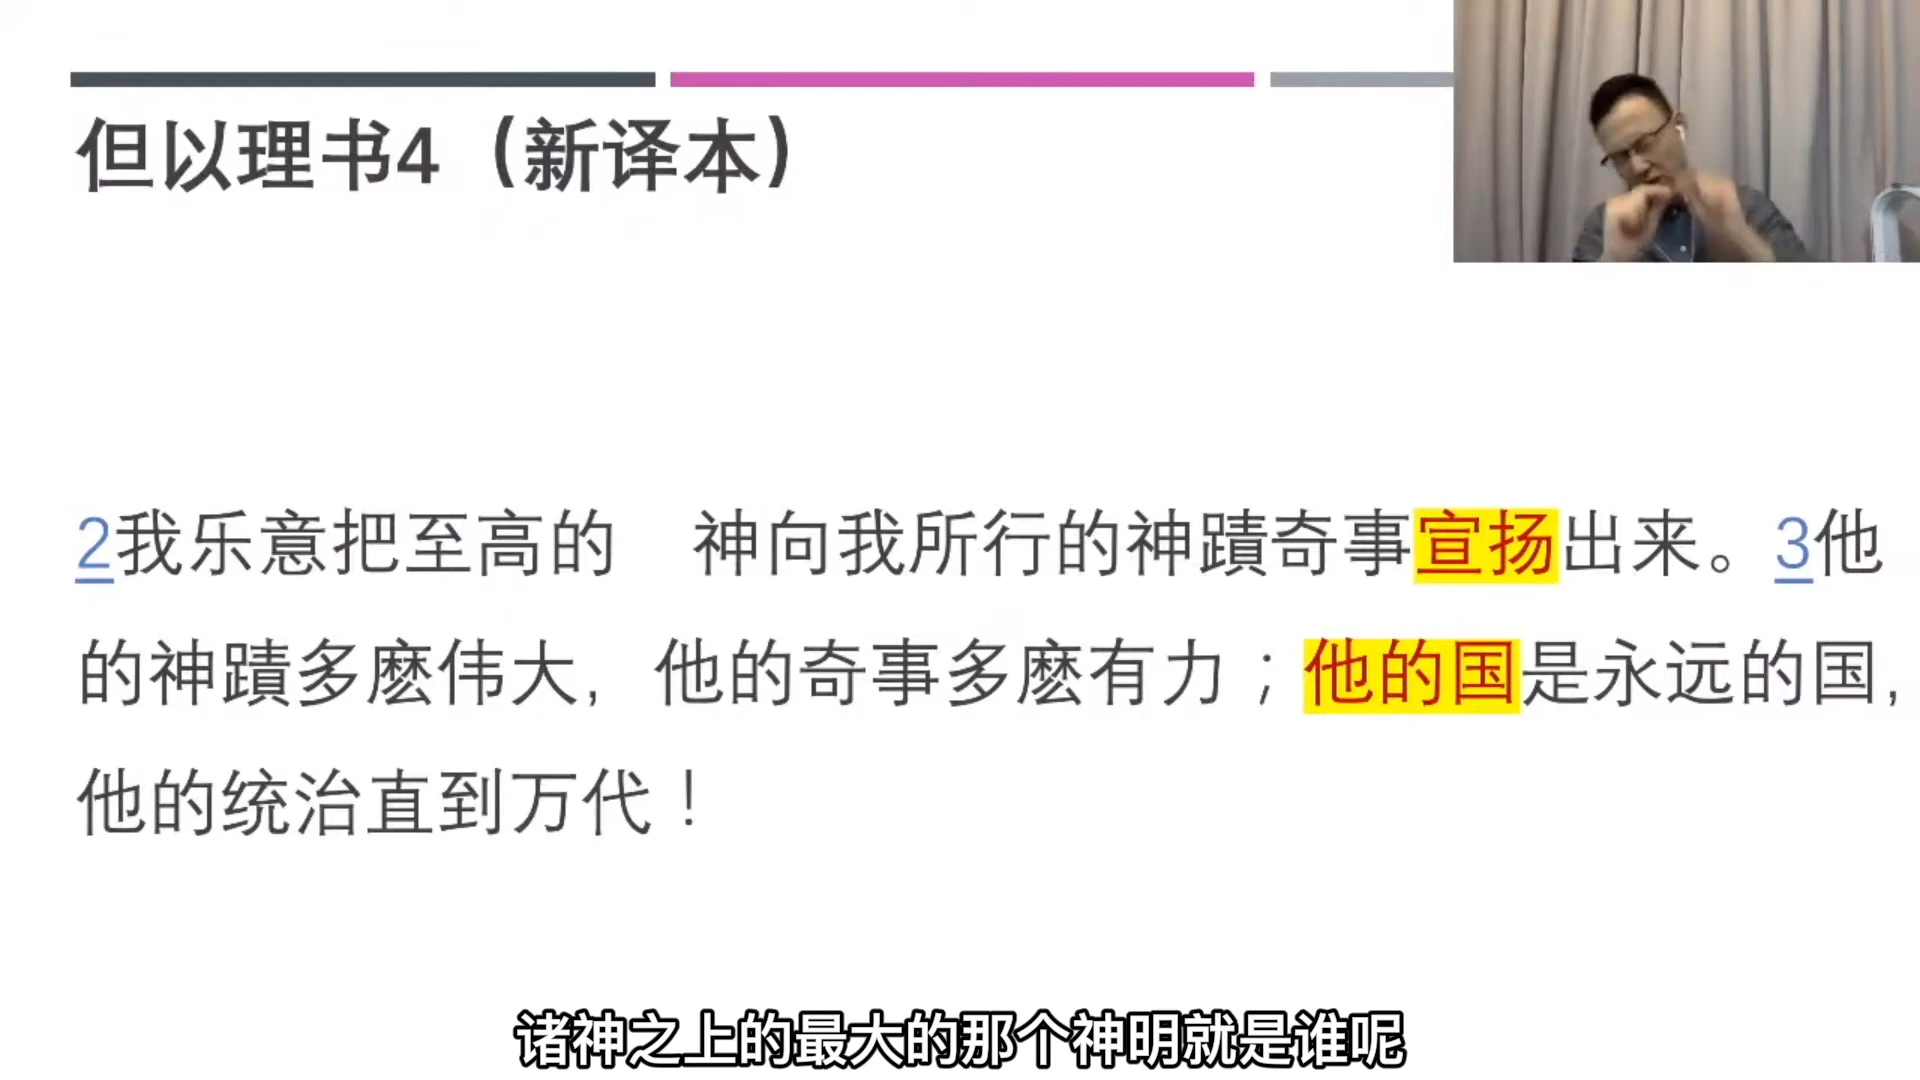 但以理书4（新译本）
2我乐意把至高的　神向我所行的神蹟奇事宣扬出来。3他
的神蹟多麽伟大，他的奇事多麽有力；他的国是永远的国，
他的统治直到万代！
诸神之上的最大的那个神明就是谁呢